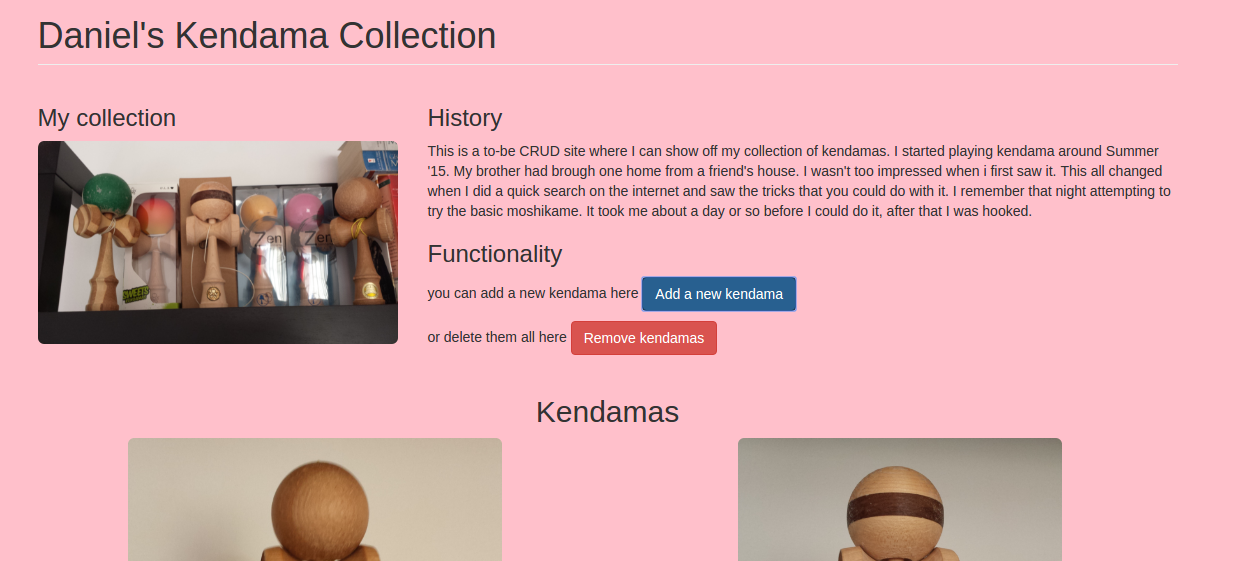 Daniel's Kendama Collection
My collection
History
This is a to-be CRUD site where I can show off my collection of kendamas. I started playing kendama around Summer
'15. My brother had brough one home from a friend's house. I wasn't too impressed when i first saw it. This all changed
when I did a quick search on the internet and saw the tricks that you could do with it. I remember that night attempting to
try the basic moshikame. It took me about a day or so before I could do it, after that I was hooked.
Zen
Zen
SWEETS
Functionality
you can add a new kendama here Add a new kendama
or delete them all here Remove kendamas
Kendamas